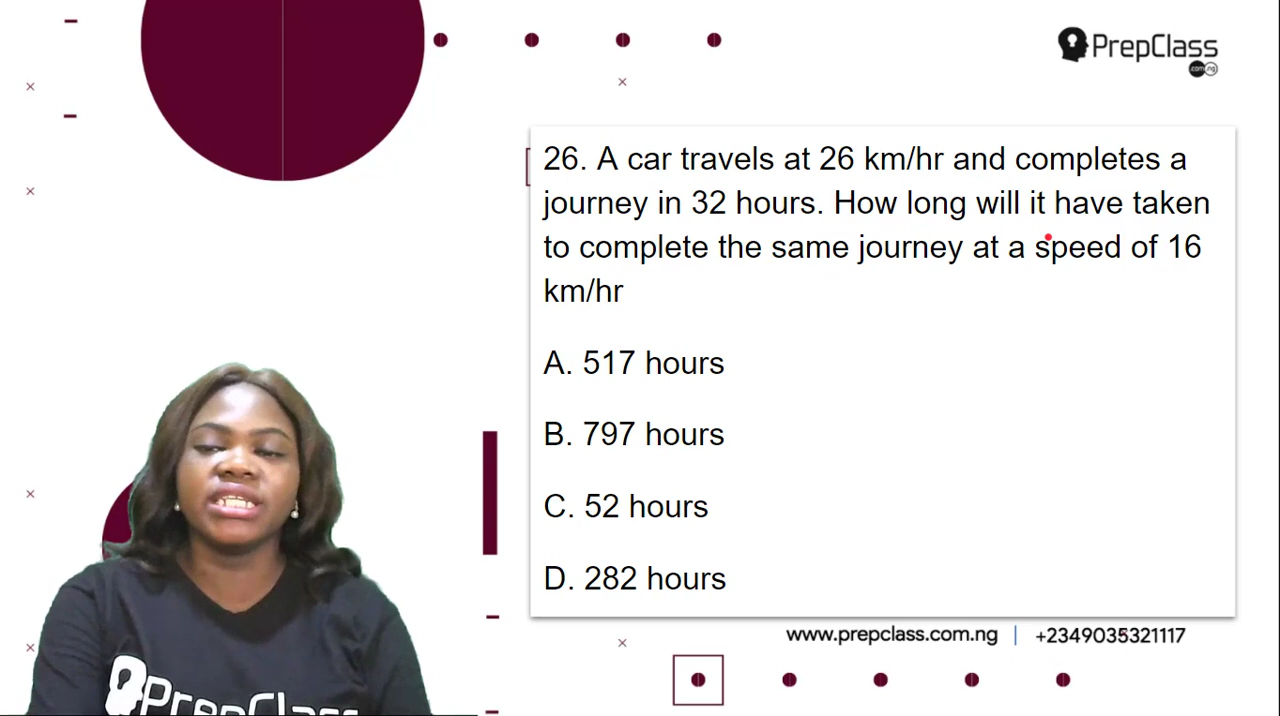 PrepClass
.com ng
26. A car travels at 26 km/hr and completes a
journey in 32 hours. How long will it have taken
to complete the same journey at a speed of 16
km/hr
A. 517 hours
B. 797 hours
C. 52 hours
D. 282 hours
www.prepclass.com.ng | +2349035321117
PrepClass